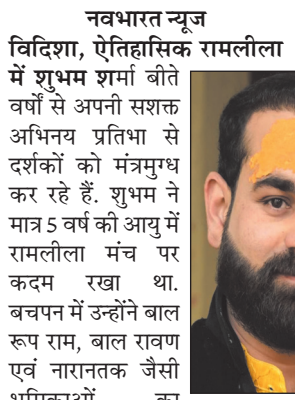 नवभारत न्यूज
विदिशा, ऐतिहासिक रामलीला
में शुभम शर्मा बीते
वर्षों से अपनी सशक्त
अभिनय प्रतिभा से
दर्शकों को मंत्रमुग्ध
कर रहे हैं. शुभम ने
मात्र 5 वर्ष की आयु में
रामलीला मंच पर
कदम रखा था.
बचपन में उन्होंने बाल
रूप राम, बाल रावण
एवं नारानतक जैसी